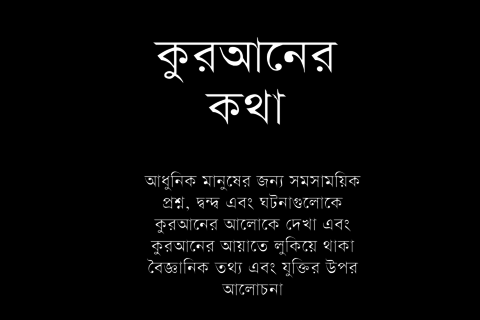 কুরআনের
কথা
আধুনিক মানুষের জন্য সমসাময়িক
প্রশ্ন, দ্বন্দ এবং ঘটনাগুলোকে
কুরআনের আলোকে দেখা এবং
কুরআনের আয়াতে লুকিয়ে থাকা
বৈজ্ঞানিক তথ্য এবং যুক্তির উপর
আলোচনা